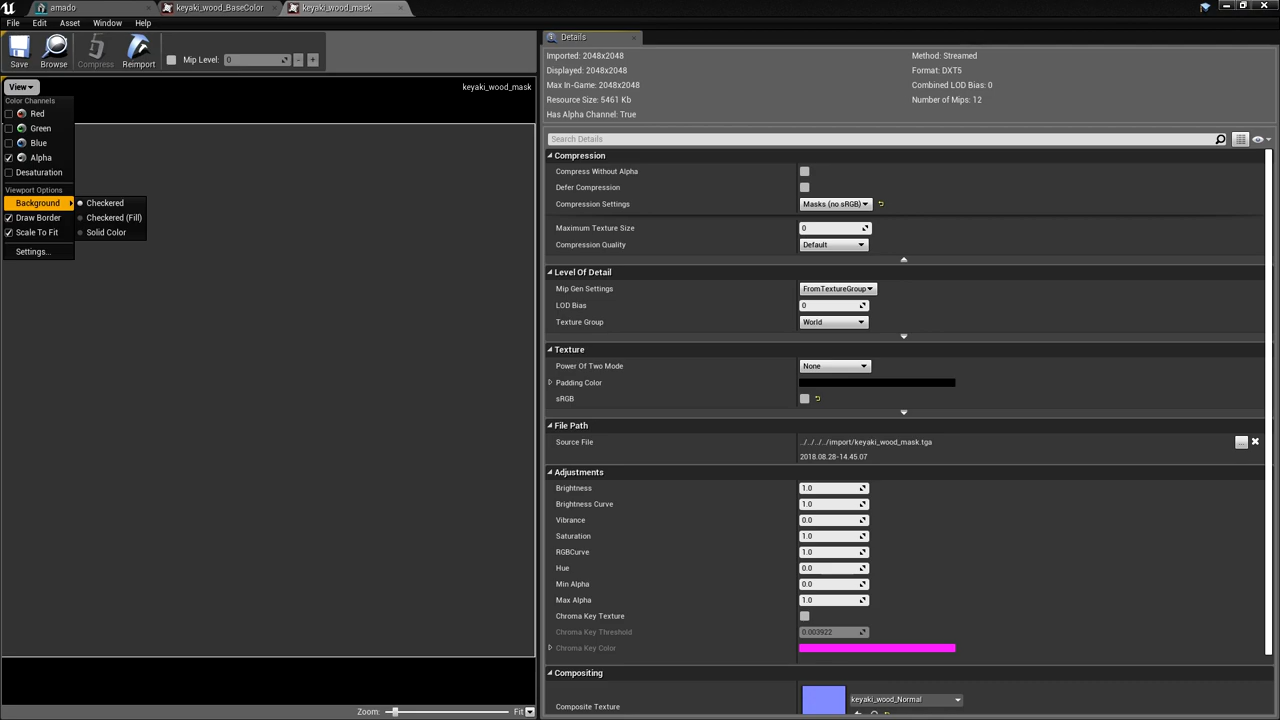 amado
keyaki_wood_BaseColor
keyaki_wood_mask
File Edit Asset Window Help
Save Browse Compress Reimport
Mip Level: 0 - +
View
keyaki_wood_mask
Color Channels
Red
Green
Blue
Alpha
Desaturation
Viewport Options
Background
Draw Border
Scale To Fit
Settings...
Checkered
Checkered (Fill)
Solid Color
Zoom: Fit
Details
Imported: 2048x2048
Displayed: 2048x2048
Max In-Game: 2048x2048
Resource Size: 5461 Kb
Has Alpha Channel: True
Method: Streamed
Format: DXT5
Combined LOD Bias: 0
Number of Mips: 12
Search Details
Compression
Compress Without Alpha
Defer Compression
Compression Settings Masks (no sRGB)
Maximum Texture Size 0
Compression Quality Default
Level Of Detail
Mip Gen Settings FromTextureGroup
LOD Bias 0
Texture Group World
Texture
Power Of Two Mode None
Padding Color
sRGB
File Path
Source File ../../../../import/keyaki_wood_mask.tga ...
2018.08.28-14.45.07
Adjustments
Brightness 1.0
Brightness Curve 1.0
Vibrance 0.0
Saturation 1.0
RGBCurve 1.0
Hue 0.0
Min Alpha 0.0
Max Alpha 1.0
Chroma Key Texture
Chroma Key Threshold 0.003922
Chroma Key Color
Compositing
Composite Texture keyaki_wood_Normal